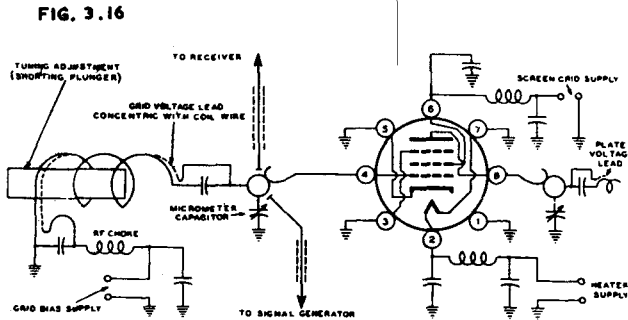 FIG. 3.16
TO RECEIVER
TUNING ADJUSTMENT
(SHORTING PLUNGER)
GRID VOLTAGE LEAD
CONCENTRIC WITH COIL WIRE
SCREEN GRID SUPPLY
PLATE
VOLTAGE
LEAD
6
5
7
4
8
3
1
2
MICROMETER
CAPACITOR
RF CHOKE
GRID BIAS SUPPLY
TO SIGNAL GENERATOR
HEATER
SUPPLY